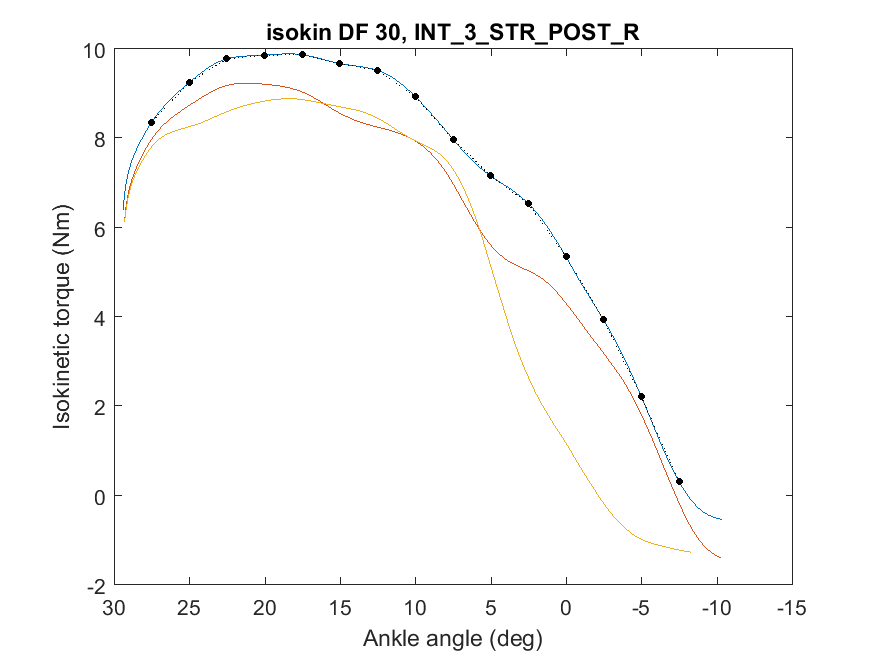 isokin DF 30, INT_3_STR_POST_R
10
8
6
4
2
0
-2
Isokinetic torque (Nm)
30 25 20 15 10 5 0 -5 -10 -15
Ankle angle (deg)